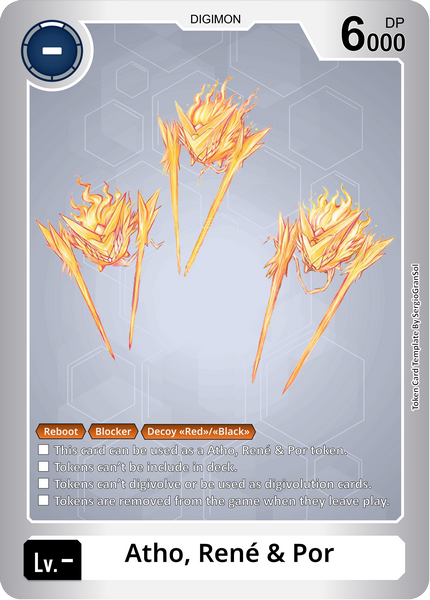 DIGIMON
–
DP
6000
Token Card Template By SergioGranSol
Reboot Blocker Decoy «Red»/«Black»
This card can be used as a Atho, René & Por token.
Tokens can't be include in deck.
Tokens can't digivolve or be used as digivolution cards.
Tokens are removed from the game when they leave play.
Lv.–
Atho, René & Por